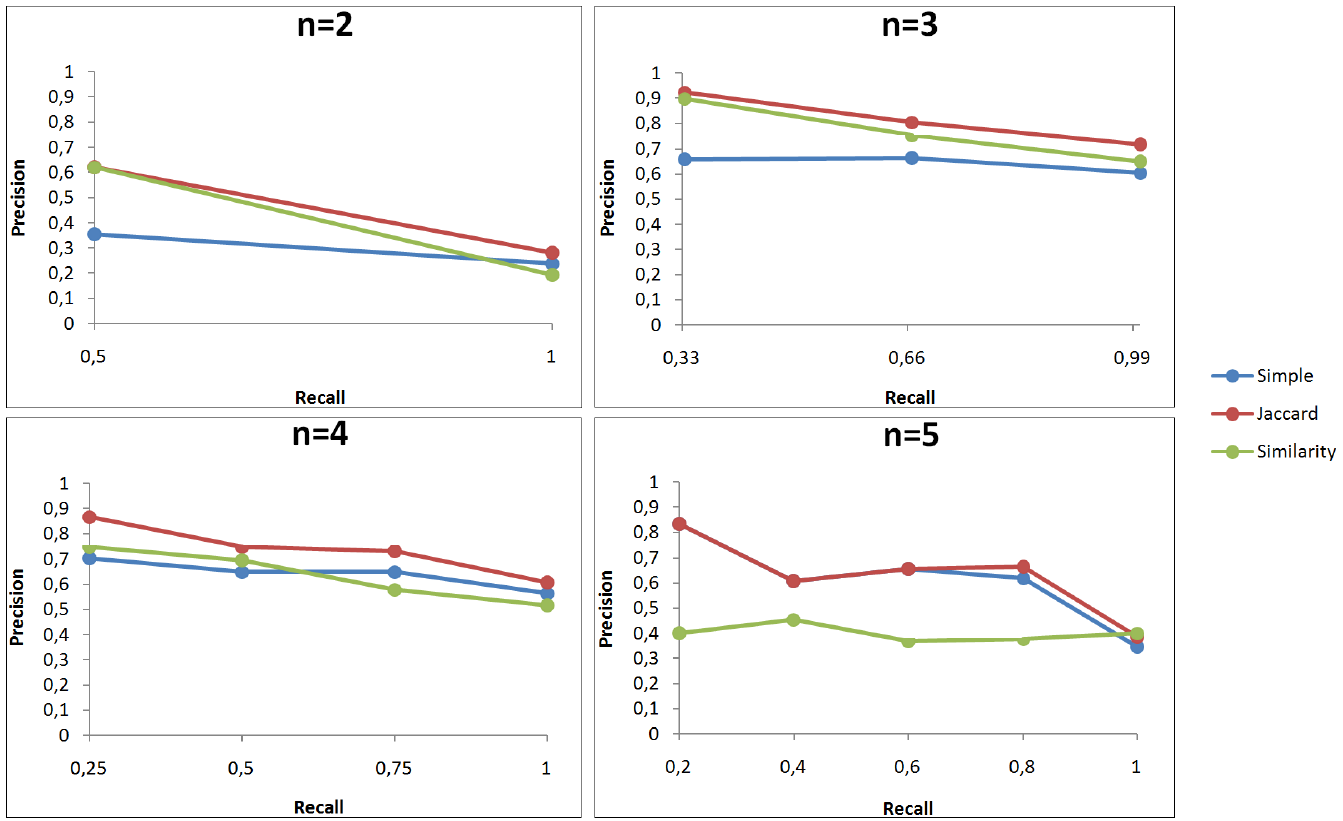 n=2
1
0,9
0,8
0,7
0,6
0,5
0,4
0,3
0,2
0,1
0
Precision
0,5 1
Recall
n=3
1
0,9
0,8
0,7
0,6
0,5
0,4
0,3
0,2
0,1
0
Precision
0,33 0,66 0,99
Recall
n=4
1
0,9
0,8
0,7
0,6
0,5
0,4
0,3
0,2
0,1
0
Precision
0,25 0,5 0,75 1
Recall
n=5
1
0,9
0,8
0,7
0,6
0,5
0,4
0,3
0,2
0,1
0
Precision
0,2 0,4 0,6 0,8 1
Recall
Simple
Jaccard
Similarity